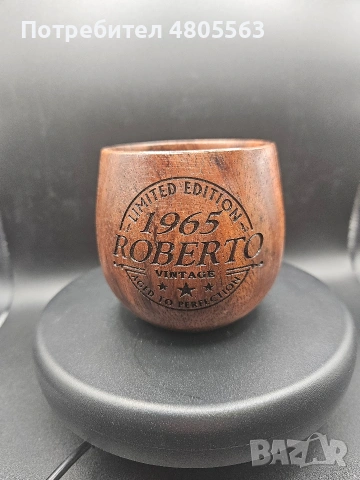 Потребител 4805563
LIMITED EDITION
1965
ROBERTO
VINTAGE
AGED TO PERFECTION
BAZAR